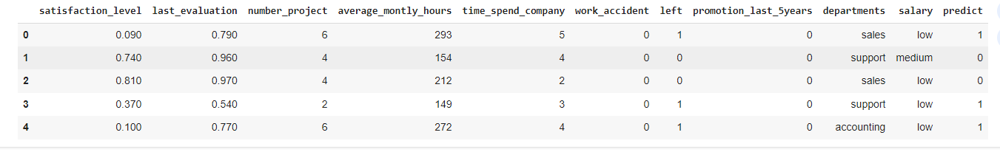 satisfaction_level last_evaluation number_project average_montly_hours time_spend_company work_accident left promotion_last_5years departments salary predict
0 0.090 0.790 6 293 5 0 1 0 sales low 1
1 0.740 0.960 4 154 4 0 0 0 support medium 0
2 0.810 0.970 4 212 2 0 0 0 sales low 0
3 0.370 0.540 2 149 3 0 1 0 support low 1
4 0.100 0.770 6 272 4 0 1 0 accounting low 1